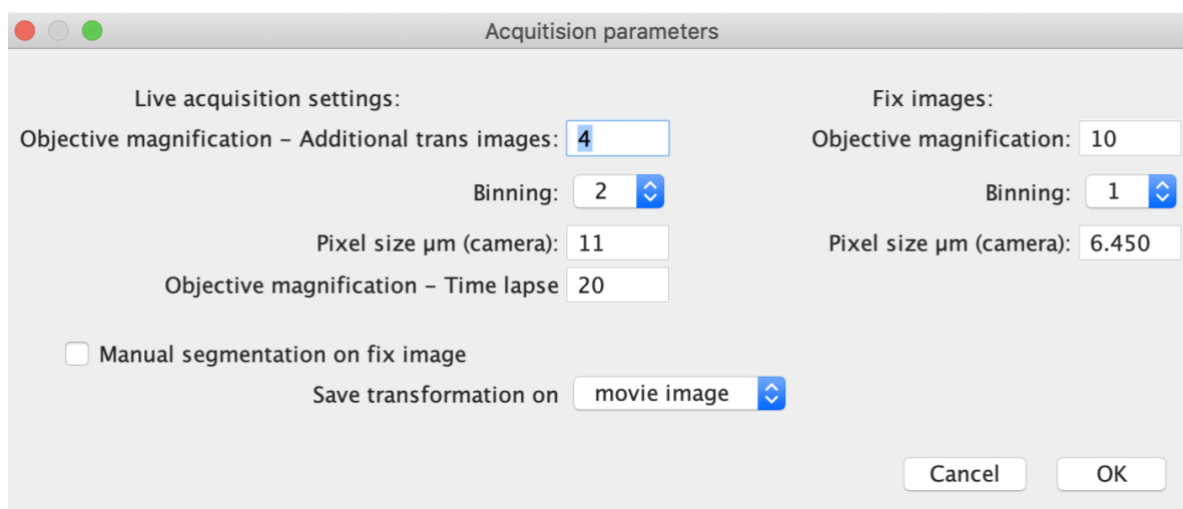 Acquitision parameters
Live acquisition settings: Fix images:
Objective magnification – Additional trans images: 4 Objective magnification: 10
Binning: 2 Binning: 1
Pixel size µm (camera): 11 Pixel size µm (camera): 6.450
Objective magnification – Time lapse 20
Manual segmentation on fix image
Save transformation on movie image
Cancel OK